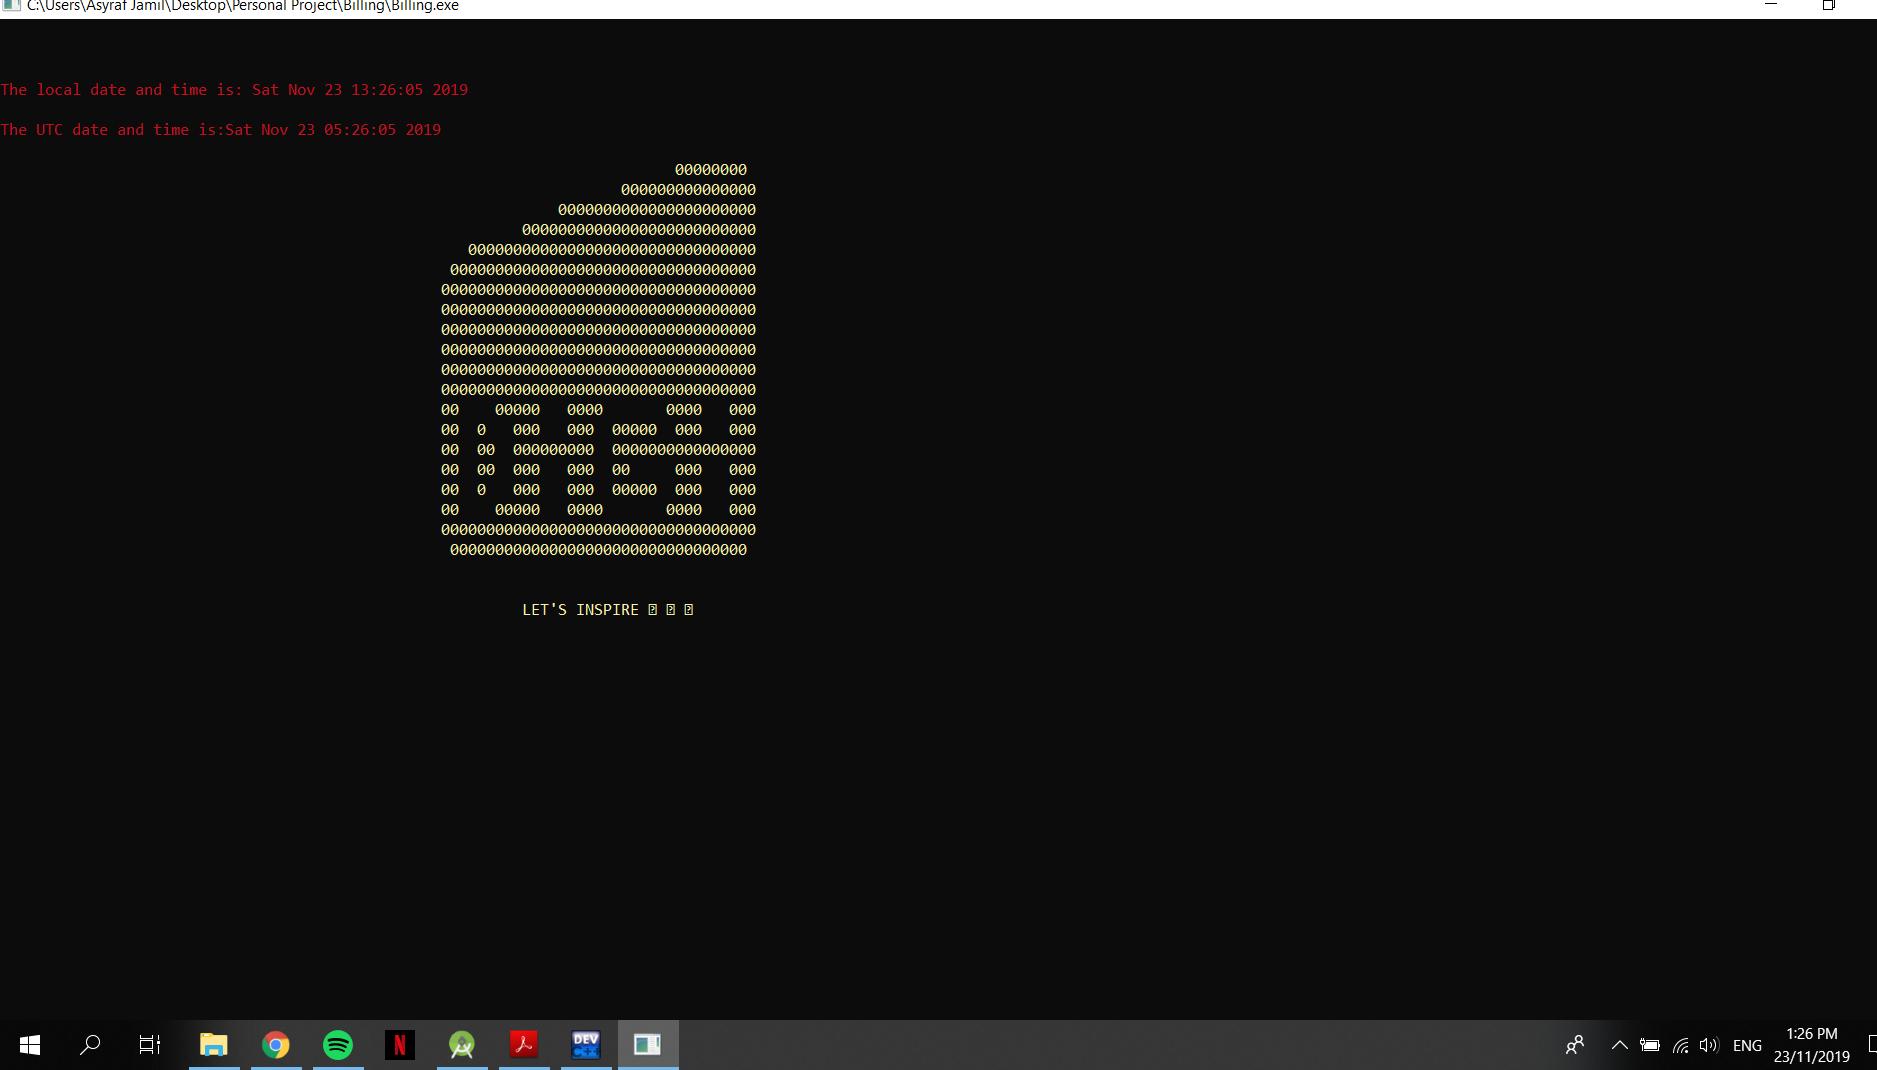 C:\Users\Asyraf Jamil\Desktop\Personal Project\Billing\Billing.exe
The local date and time is: Sat Nov 23 13:26:05 2019
The UTC date and time is:Sat Nov 23 05:26:05 2019
00000000
000000000000000
0000000000000000000000
00000000000000000000000000
00000000000000000000000000000000
0000000000000000000000000000000000
00000000000000000000000000000000000
00000000000000000000000000000000000
00000000000000000000000000000000000
00000000000000000000000000000000000
00000000000000000000000000000000000
00000000000000000000000000000000000
00    00000   0000       0000   000
00  0   000   000  00000  000   000
00  00  000000000  0000000000000000
00  00  000   000  00     000   000
00  0   000   000  00000  000   000
00    00000   0000       0000   000
00000000000000000000000000000000000
000000000000000000000000000000000
LET'S INSPIRE ⍰ ⍰ ⍰
N
DEV
C++
ENG
1:26 PM
23/11/2019